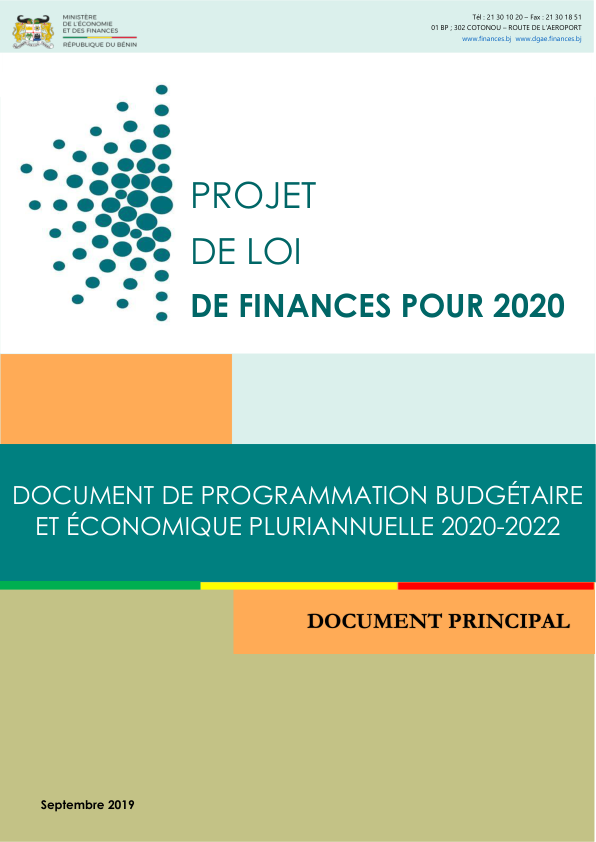 MINISTÈRE
DE L'ÉCONOMIE
ET DES FINANCES
RÉPUBLIQUE DU BÉNIN
Tél : 21 30 10 20 – Fax : 21 30 18 51
01 BP ; 302 COTONOU – ROUTE DE L'AEROPORT
www.finances.bj www.dgae.finances.bj
PROJET
DE LOI
DE FINANCES POUR 2020
DOCUMENT DE PROGRAMMATION BUDGÉTAIRE
ET ÉCONOMIQUE PLURIANNUELLE 2020-2022
DOCUMENT PRINCIPAL
Septembre 2019